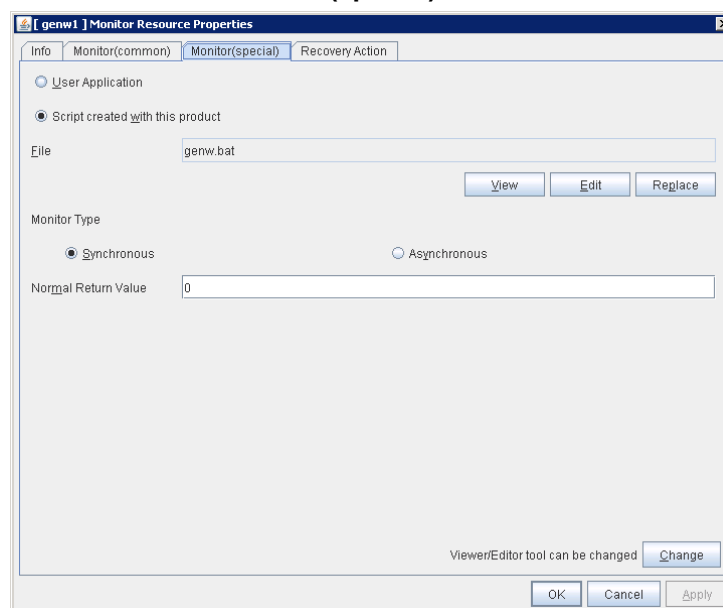 [ genw1 ] Monitor Resource Properties
Info Monitor(common) Monitor(special) Recovery Action
User Application
Script created with this product
File genw.bat
View Edit Replace
Monitor Type
Synchronous Asynchronous
Normal Return Value 0
Viewer/Editor tool can be changed Change
OK Cancel Apply